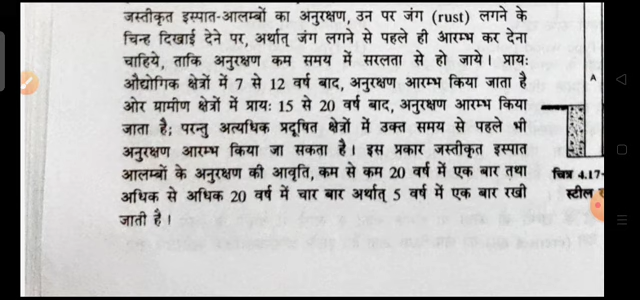 जस्तीकृत इस्पात-आलम्बों का अनुरक्षण, उन पर जंग (rust) लगने के
चिन्ह दिखाई देने पर, अर्थात् जंग लगने से पहले ही आरम्भ कर देना
चाहिये, ताकि अनुरक्षण कम समय में सरलता से हो जाये। प्रायः
औद्योगिक क्षेत्रों में 7 से 12 वर्ष बाद, अनुरक्षण आरम्भ किया जाता है
ओर ग्रामीण क्षेत्रों में प्रायः 15 से 20 वर्ष बाद, अनुरक्षण आरम्भ किया
जाता है; परन्तु अत्यधिक प्रदूषित क्षेत्रों में उक्त समय से पहले भी
अनुरक्षण आरम्भ किया जा सकता है। इस प्रकार जस्तीकृत इस्पात
आलम्बों के अनुरक्षण की आवृति, कम से कम 20 वर्ष में एक बार तथा
अधिक से अधिक 20 वर्ष में चार बार अर्थात् 5 वर्ष में एक बार रखी
जाती है।
A
चित्र 4.17-
स्टील